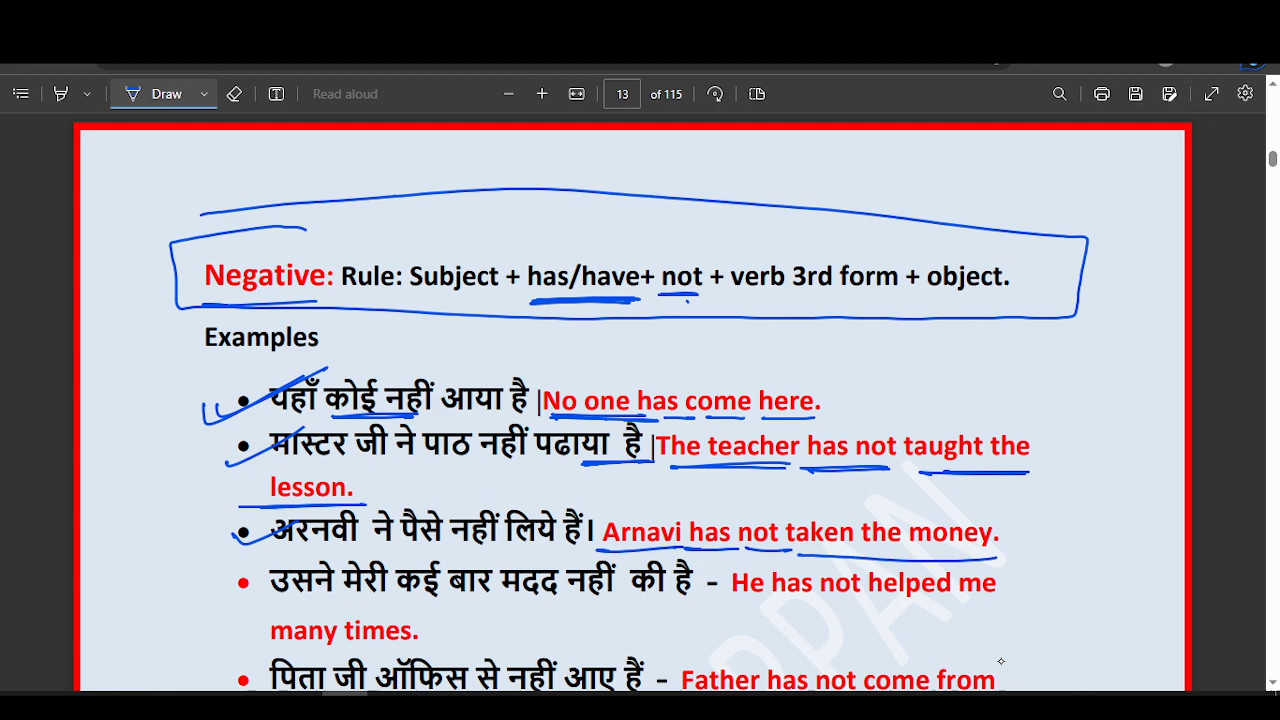 Draw
Read aloud
13 of 115
Negative: Rule: Subject + has/have+ not + verb 3rd form + object.
Examples
• यहाँ कोई नहीं आया है |No one has come here.
• मास्टर जी ने पाठ नहीं पढाया है |The teacher has not taught the
lesson.
• अरनवी ने पैसे नहीं लिये हैं। Arnavi has not taken the money.
• उसने मेरी कई बार मदद नहीं की है - He has not helped me
many times.
• पिता जी ऑफिस से नहीं आए हैं - Father has not come from